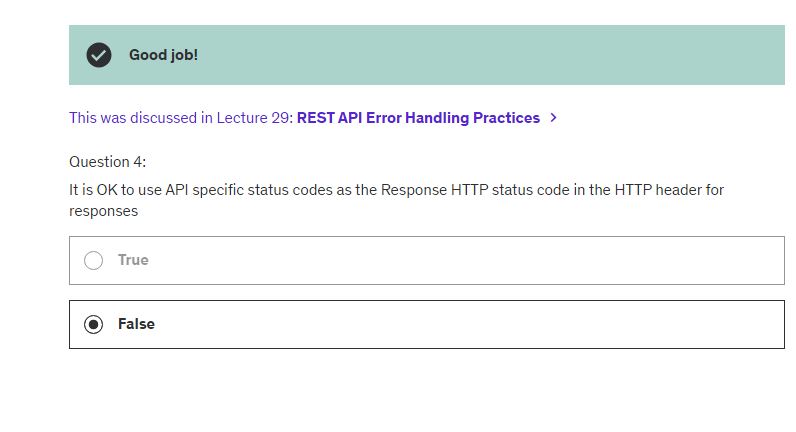 Good job!
This was discussed in Lecture 29: REST API Error Handling Practices >
Question 4:
It is OK to use API specific status codes as the Response HTTP status code in the HTTP header for
responses
True
False